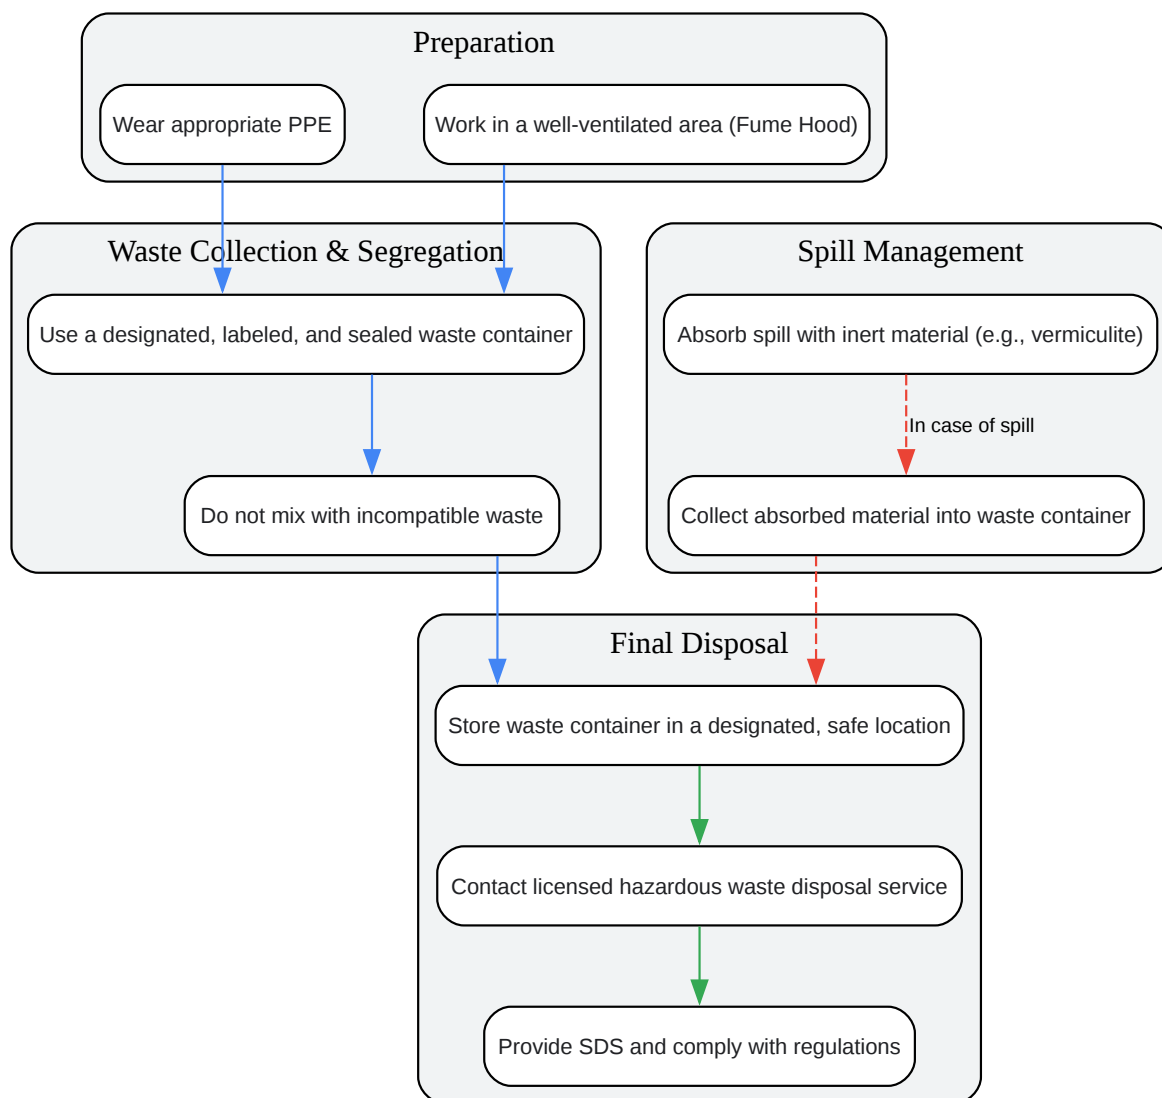 Preparation
Wear appropriate PPE
Work in a well-ventilated area (Fume Hood)
Waste Collection & Segregation
Use a designated, labeled, and sealed waste container
Do not mix with incompatible waste
Spill Management
Absorb spill with inert material (e.g., vermiculite)
In case of spill
Collect absorbed material into waste container
Final Disposal
Store waste container in a designated, safe location
Contact licensed hazardous waste disposal service
Provide SDS and comply with regulations